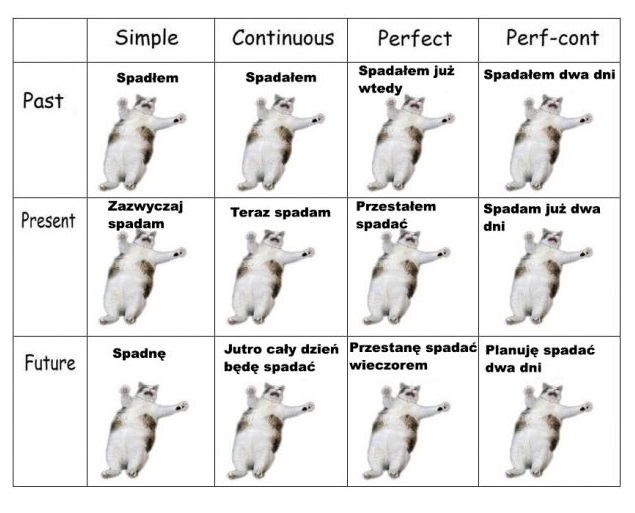 Simple Continuous Perfect Perf-cont
Past
Spadłem
Spadałem
Spadałem już
wtedy
Spadałem dwa dni
Present
Zazwyczaj
spadam
Teraz spadam
Przestałem
spadać
Spadam już dwa
dni
Future
Spadnę
Jutro cały dzień
będę spadać
Przestanę spadać
wieczorem
Planuję spadać
dwa dni